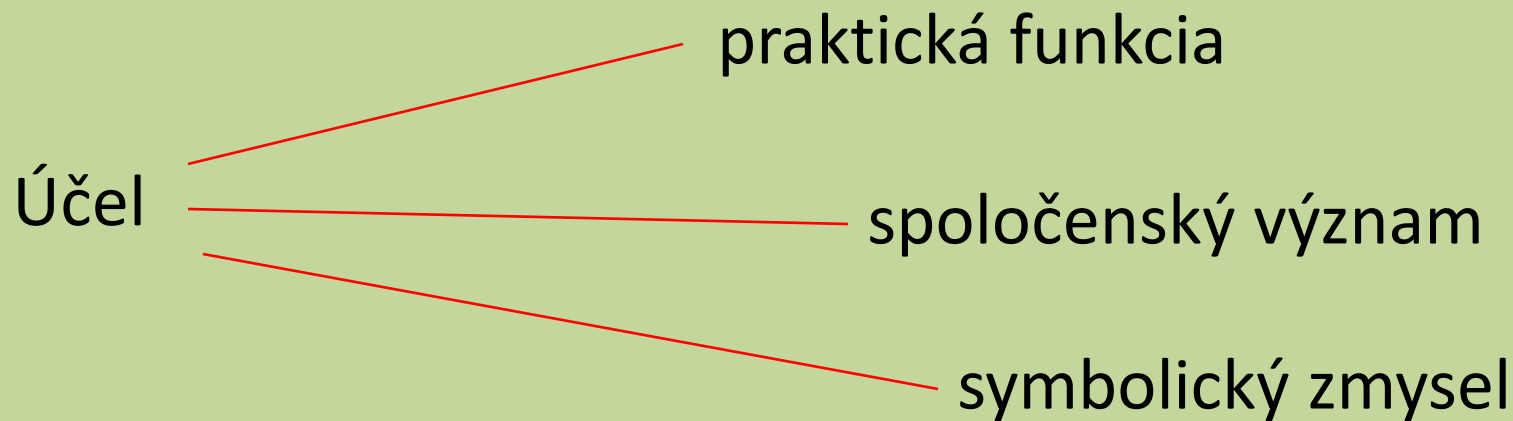 praktická funkcia
Účel
spoločenský význam
symbolický zmysel